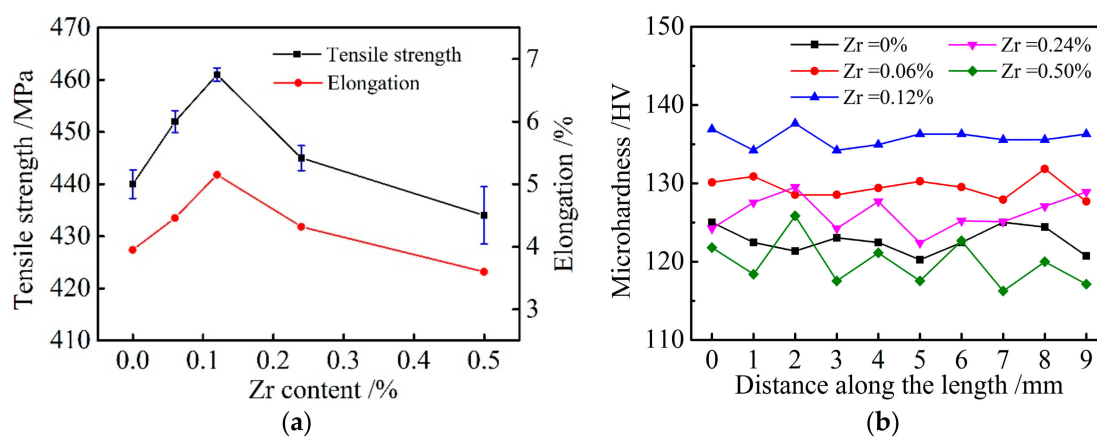 470
460
450
440
430
420
410
Tensile strength /MPa
Tensile strength
Elongation
7
6
5
4
3
Elongation /%
0.0 0.1 0.2 0.3 0.4 0.5
Zr content /%
(a)
150
140
130
120
110
Microhardness /HV
Zr =0% Zr =0.24%
Zr =0.06% Zr =0.50%
Zr =0.12%
0 1 2 3 4 5 6 7 8 9
Distance along the length /mm
(b)